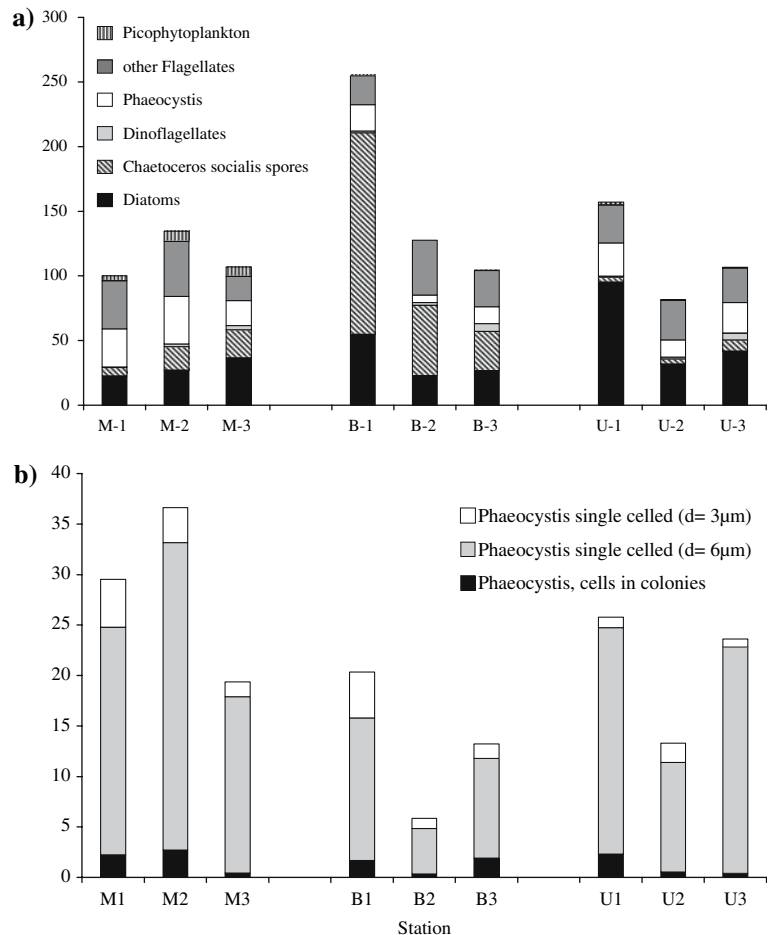 a)
300
250
200
150
100
50
0
Picophytoplankton
other Flagellates
Phaeocystis
Dinoflagellates
Chaetoceros socialis spores
Diatoms
M-1 M-2 M-3 B-1 B-2 B-3 U-1 U-2 U-3
b)
40
35
30
25
20
15
10
5
0
Phaeocystis single celled (d= 3µm)
Phaeocystis single celled (d= 6µm)
Phaeocystis, cells in colonies
M1 M2 M3 B1 B2 B3 U1 U2 U3
Station